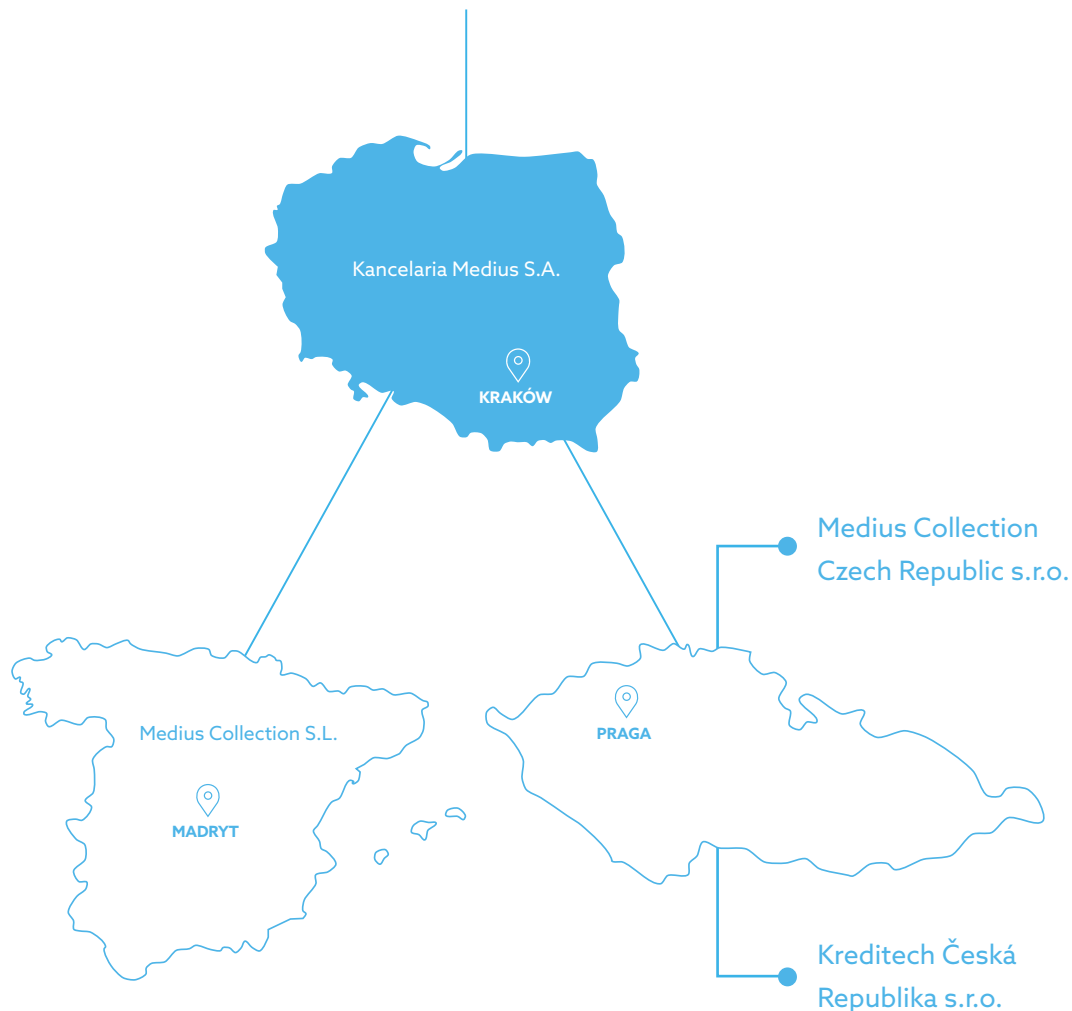 Kancelaria Medius S.A.
KRAKÓW
Medius Collection
Czech Republic s.r.o.
Medius Collection S.L.
MADRYT
PRAGA
Kreditech Česká
Republika s.r.o.